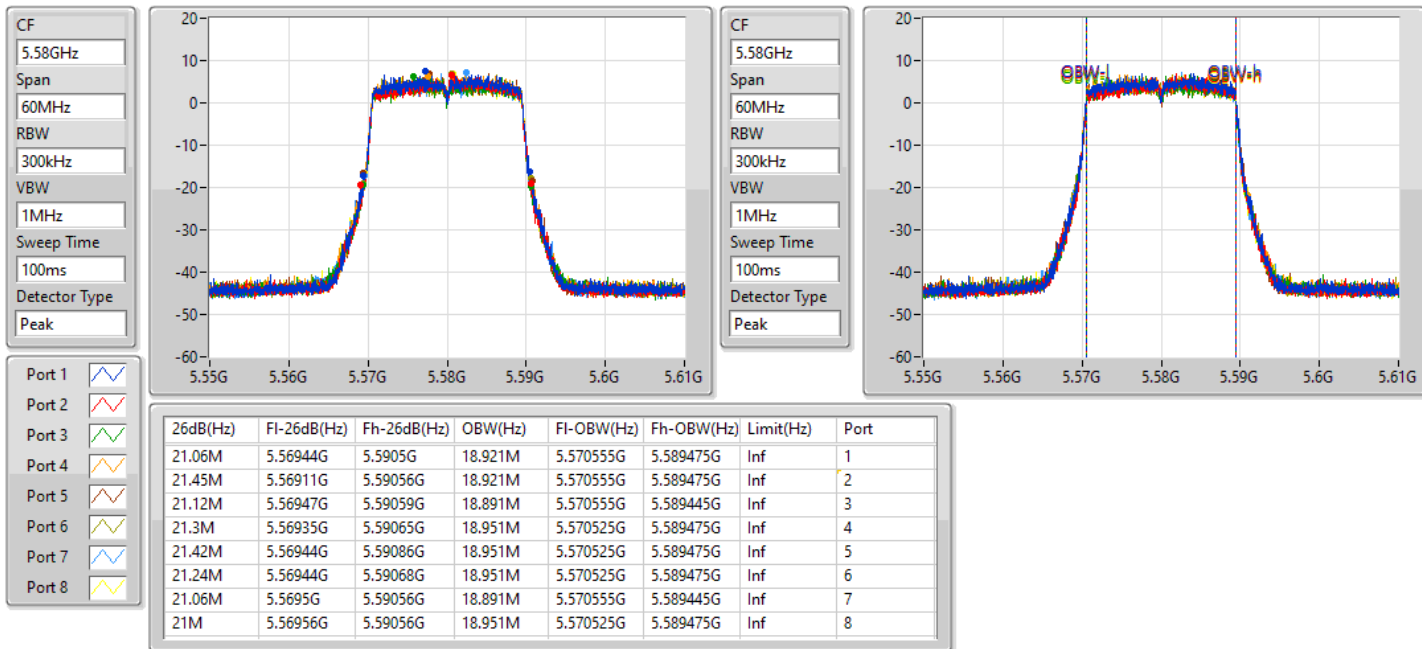 CF
5.58GHz
Span
60MHz
RBW
300kHz
VBW
1MHz
Sweep Time
100ms
Detector Type
Peak
20
10
0
-10
-20
-30
-40
-50
-60
5.55G 5.56G 5.57G 5.58G 5.59G 5.6G 5.61G
CF
5.58GHz
Span
60MHz
RBW
300kHz
VBW
1MHz
Sweep Time
100ms
Detector Type
Peak
20
10
0
-10
-20
-30
-40
-50
-60
OBW-l OBW-h
5.55G 5.56G 5.57G 5.58G 5.59G 5.6G 5.61G
Port 1
Port 2
Port 3
Port 4
Port 5
Port 6
Port 7
Port 8
26dB(Hz) Fl-26dB(Hz) Fh-26dB(Hz) OBW(Hz) Fl-OBW(Hz) Fh-OBW(Hz) Limit(Hz) Port
21.06M 5.56944G 5.5905G 18.921M 5.570555G 5.589475G Inf 1
21.45M 5.56911G 5.59056G 18.921M 5.570555G 5.589475G Inf 2
21.12M 5.56947G 5.59059G 18.891M 5.570555G 5.589445G Inf 3
21.3M 5.56935G 5.59065G 18.951M 5.570525G 5.589475G Inf 4
21.42M 5.56944G 5.59086G 18.951M 5.570525G 5.589475G Inf 5
21.24M 5.56944G 5.59068G 18.951M 5.570525G 5.589475G Inf 6
21.06M 5.5695G 5.59056G 18.891M 5.570555G 5.589445G Inf 7
21M 5.56956G 5.59056G 18.951M 5.570525G 5.589475G Inf 8